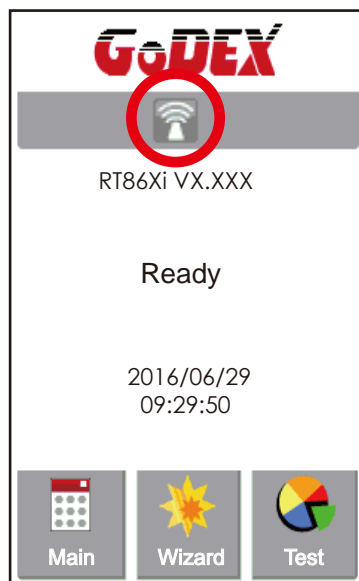 GoDEX
RT86Xi VX.XXX
Ready
2016/06/29
09:29:50
Main
Wizard
Test